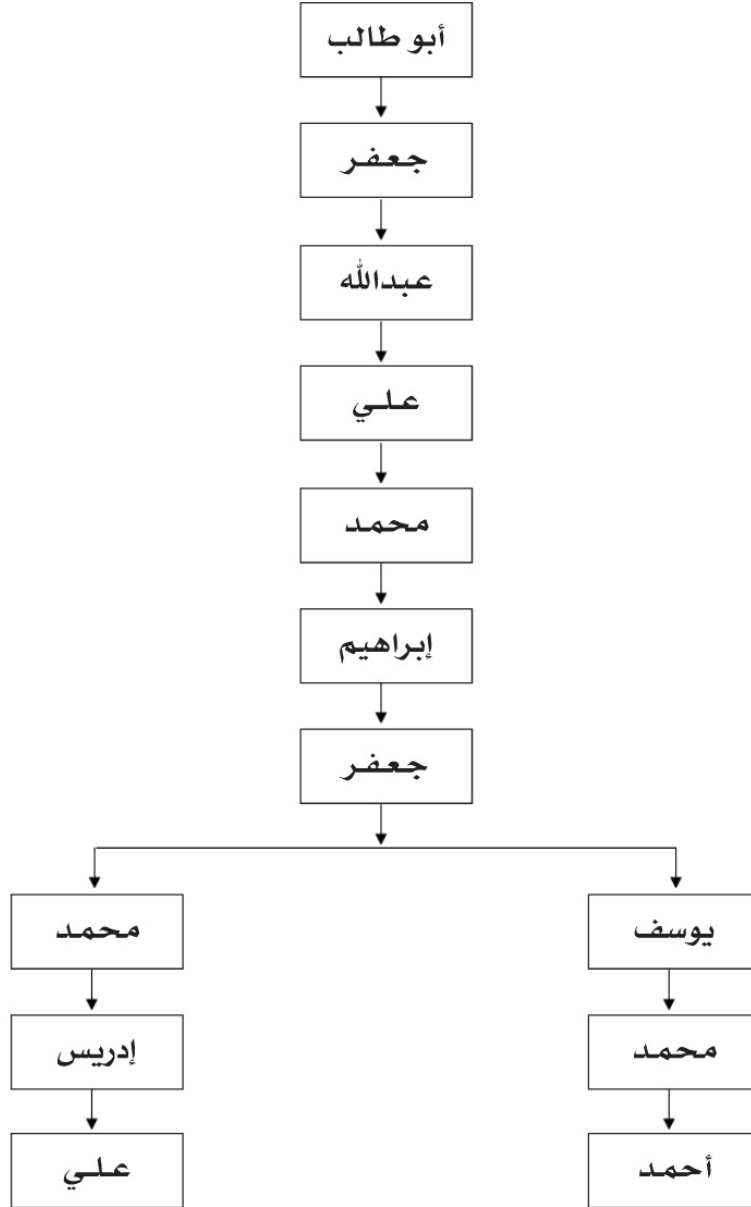 أبو طالب
جعفر
عبدالله
علي
محمد
إبراهيم
جعفر
يوسف
محمد
محمد
إدريس
أحمد
علي